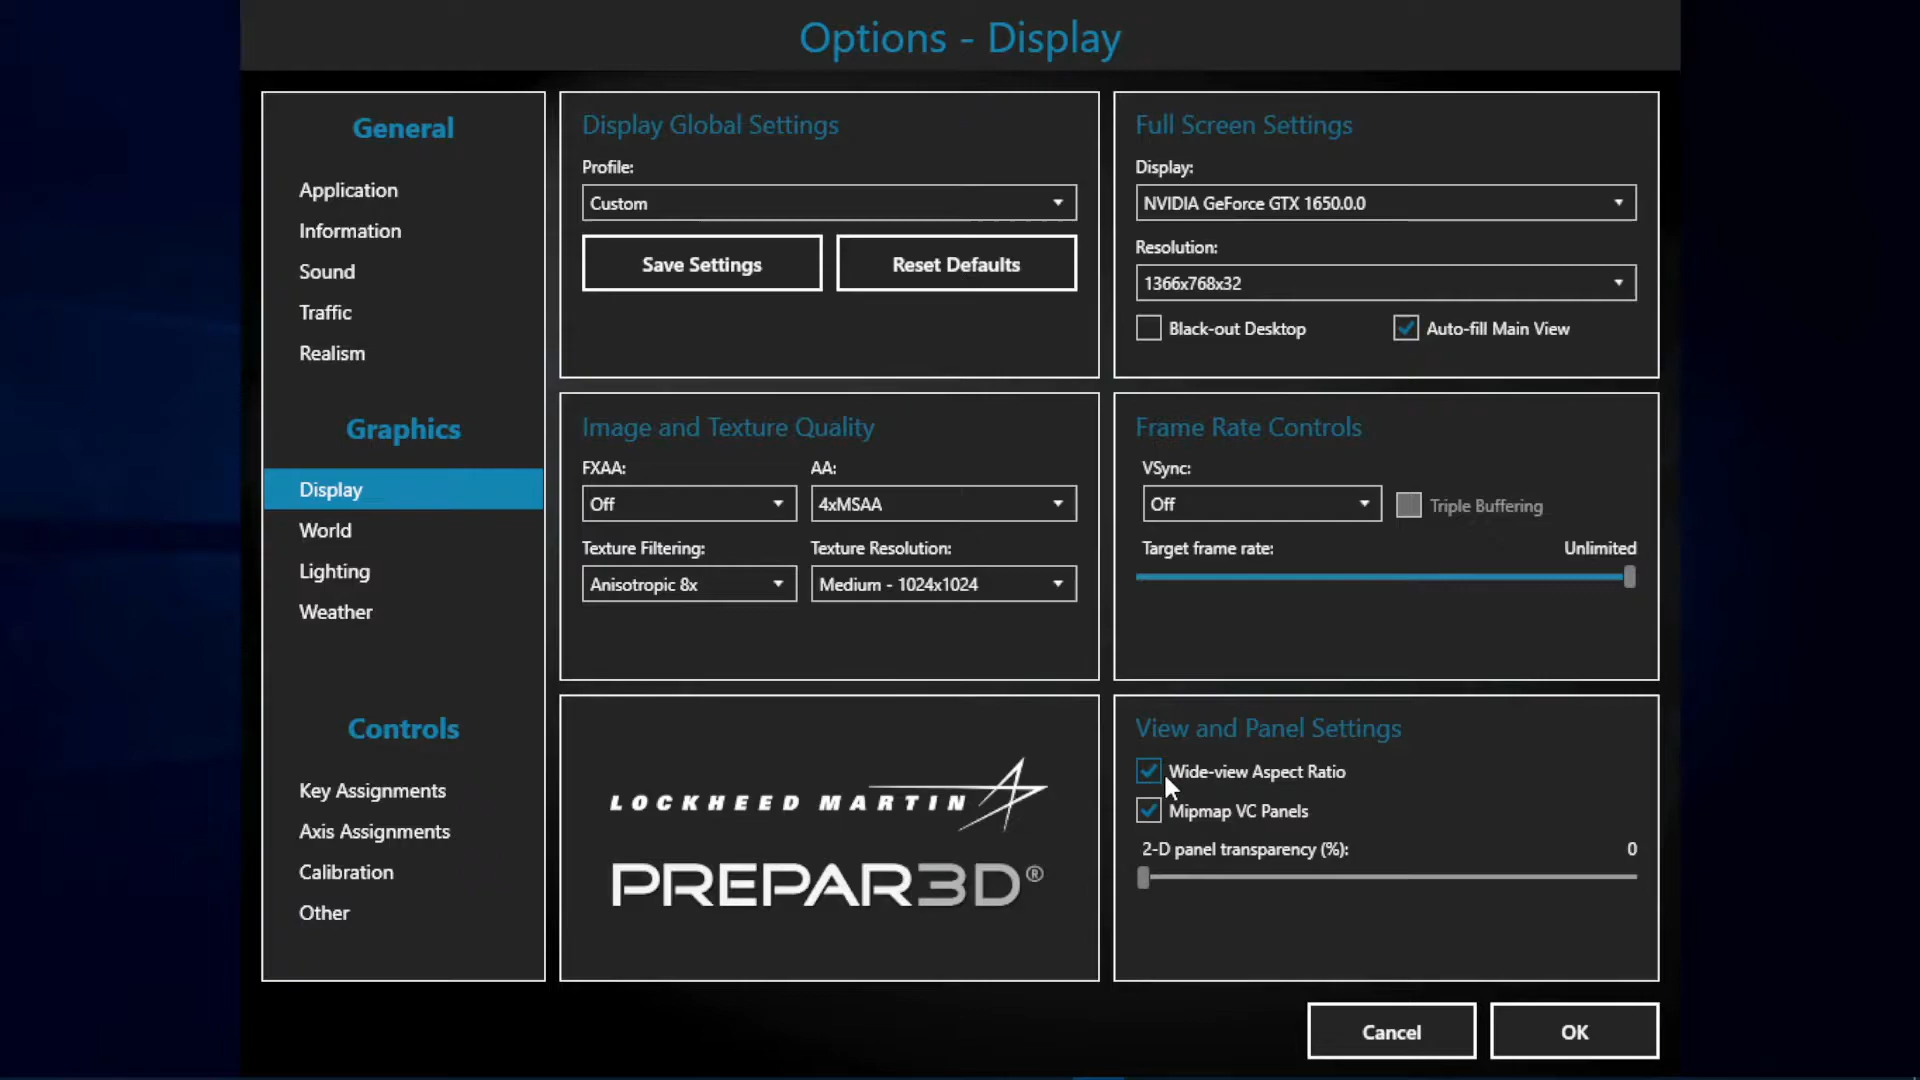 Options - Display
General
Application
Information
Sound
Traffic
Realism
Graphics
Display
World
Lighting
Weather
Controls
Key Assignments
Axis Assignments
Calibration
Other
Display Global Settings
Profile:
Custom
Save Settings
Reset Defaults
Full Screen Settings
Display:
NVIDIA GeForce GTX 1650.0.0
Resolution:
1366x768x32
Black-out Desktop
Auto-fill Main View
Image and Texture Quality
FXAA:
AA:
Off
4xMSAA
Texture Filtering:
Texture Resolution:
Anisotropic 8x
Medium - 1024x1024
Frame Rate Controls
VSync:
Off
Triple Buffering
Target frame rate:
Unlimited
LOCKHEED MARTIN
PREPAR3D®
View and Panel Settings
Wide-view Aspect Ratio
Mipmap VC Panels
2-D panel transparency (%):
0
Cancel
OK